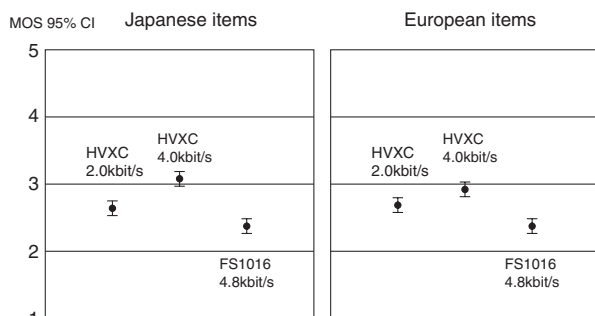 MOS 95% CI
Japanese items
European items
5
4
3
2
1
HVXC
2.0kbit/s
HVXC
4.0kbit/s
FS1016
4.8kbit/s
HVXC
2.0kbit/s
HVXC
4.0kbit/s
FS1016
4.8kbit/s